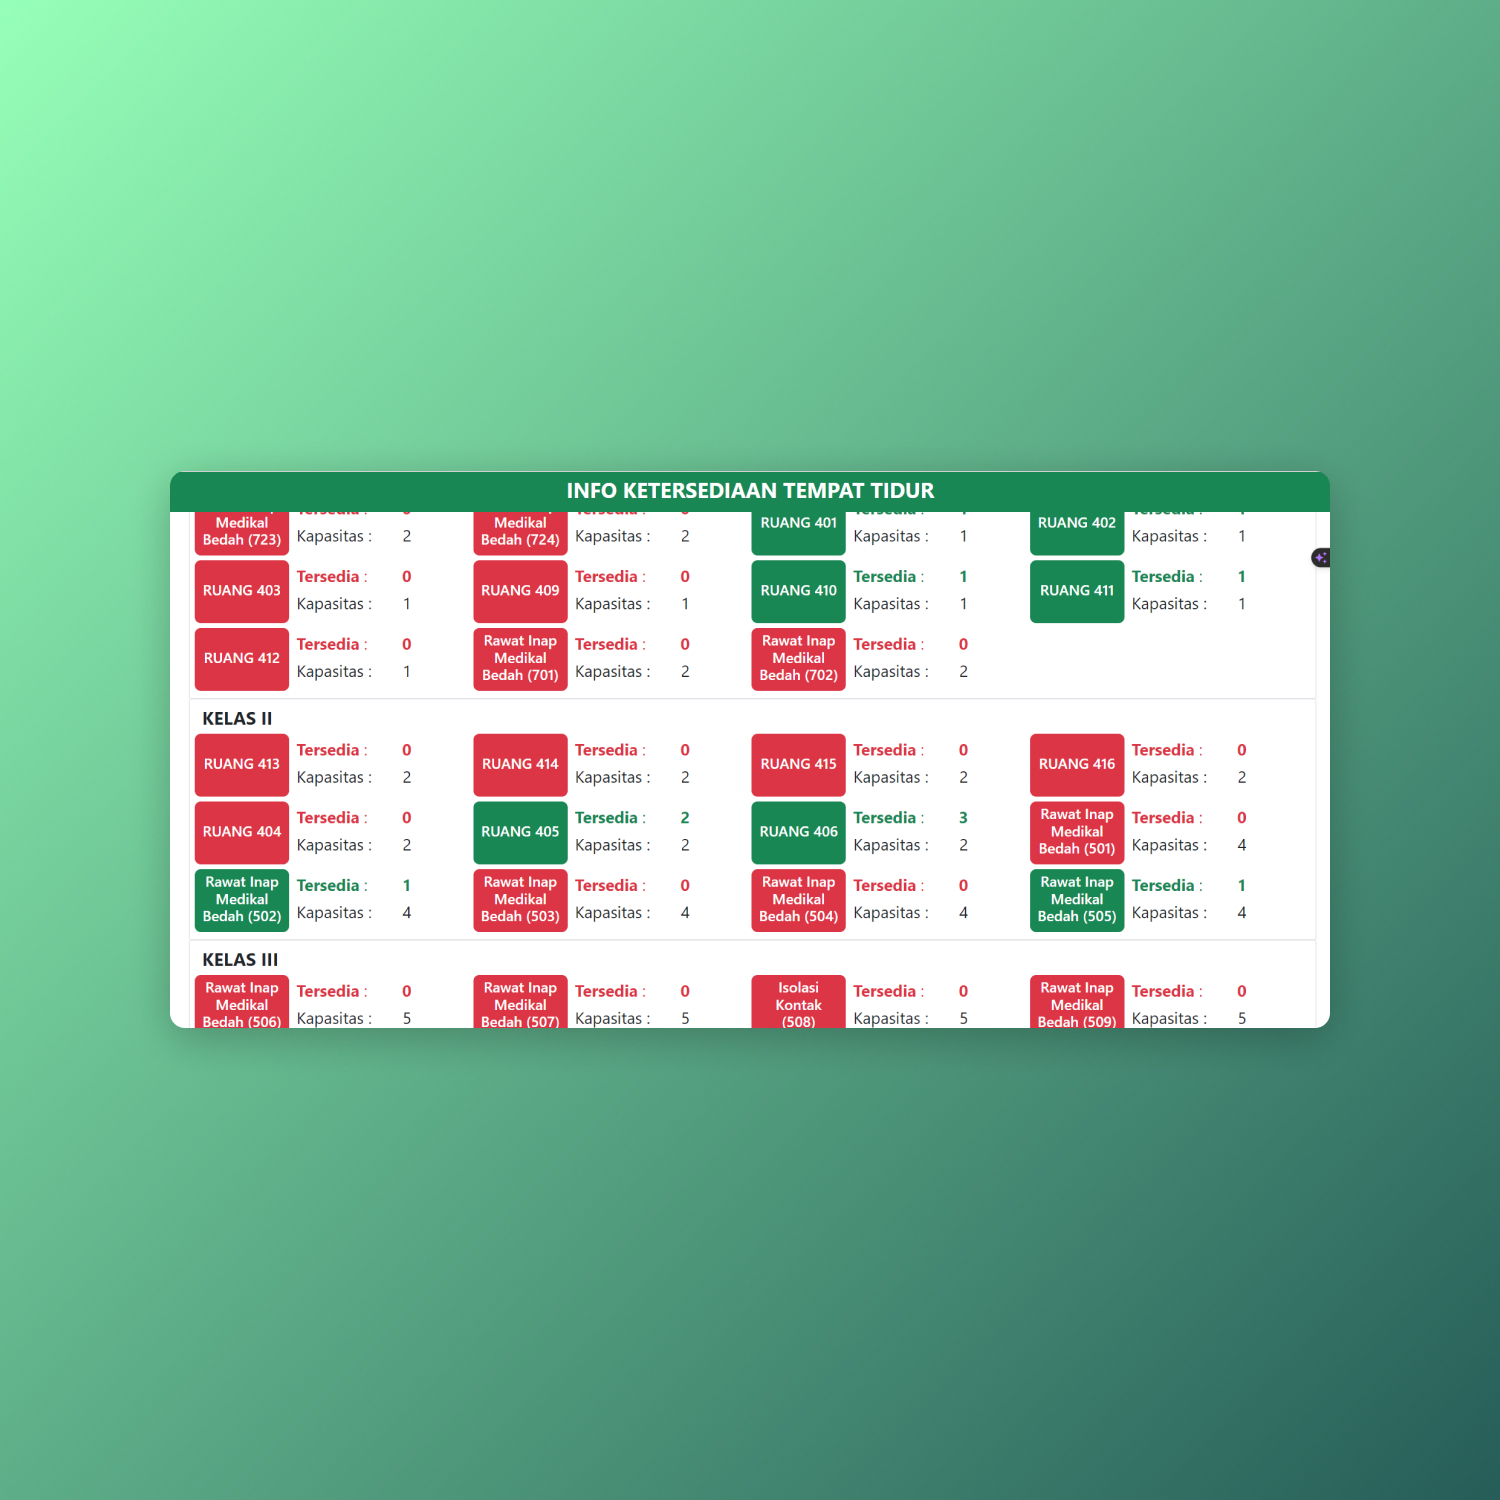 INFO KETERSEDIAAN TEMPAT TIDUR
Medikal Bedah (723) Kapasitas : 2
Medikal Bedah (724) Kapasitas : 2
RUANG 401 Kapasitas : 1
RUANG 402 Kapasitas : 1
RUANG 403 Tersedia : 0 Kapasitas : 1
RUANG 409 Tersedia : 0 Kapasitas : 1
RUANG 410 Tersedia : 1 Kapasitas : 1
RUANG 411 Tersedia : 1 Kapasitas : 1
RUANG 412 Tersedia : 0 Kapasitas : 1
Rawat Inap Medikal Bedah (701) Tersedia : 0 Kapasitas : 2
Rawat Inap Medikal Bedah (702) Tersedia : 0 Kapasitas : 2
KELAS II
RUANG 413 Tersedia : 0 Kapasitas : 2
RUANG 414 Tersedia : 0 Kapasitas : 2
RUANG 415 Tersedia : 0 Kapasitas : 2
RUANG 416 Tersedia : 0 Kapasitas : 2
RUANG 404 Tersedia : 0 Kapasitas : 2
RUANG 405 Tersedia : 2 Kapasitas : 2
RUANG 406 Tersedia : 3 Kapasitas : 2
Rawat Inap Medikal Bedah (501) Tersedia : 0 Kapasitas : 4
Rawat Inap Medikal Bedah (502) Tersedia : 1 Kapasitas : 4
Rawat Inap Medikal Bedah (503) Tersedia : 0 Kapasitas : 4
Rawat Inap Medikal Bedah (504) Tersedia : 0 Kapasitas : 4
Rawat Inap Medikal Bedah (505) Tersedia : 1 Kapasitas : 4
KELAS III
Rawat Inap Medikal Bedah (506) Tersedia : 0 Kapasitas : 5
Rawat Inap Medikal Bedah (507) Tersedia : 0 Kapasitas : 5
Isolasi Kontak (508) Tersedia : 0 Kapasitas : 5
Rawat Inap Medikal Bedah (509) Tersedia : 0 Kapasitas : 5